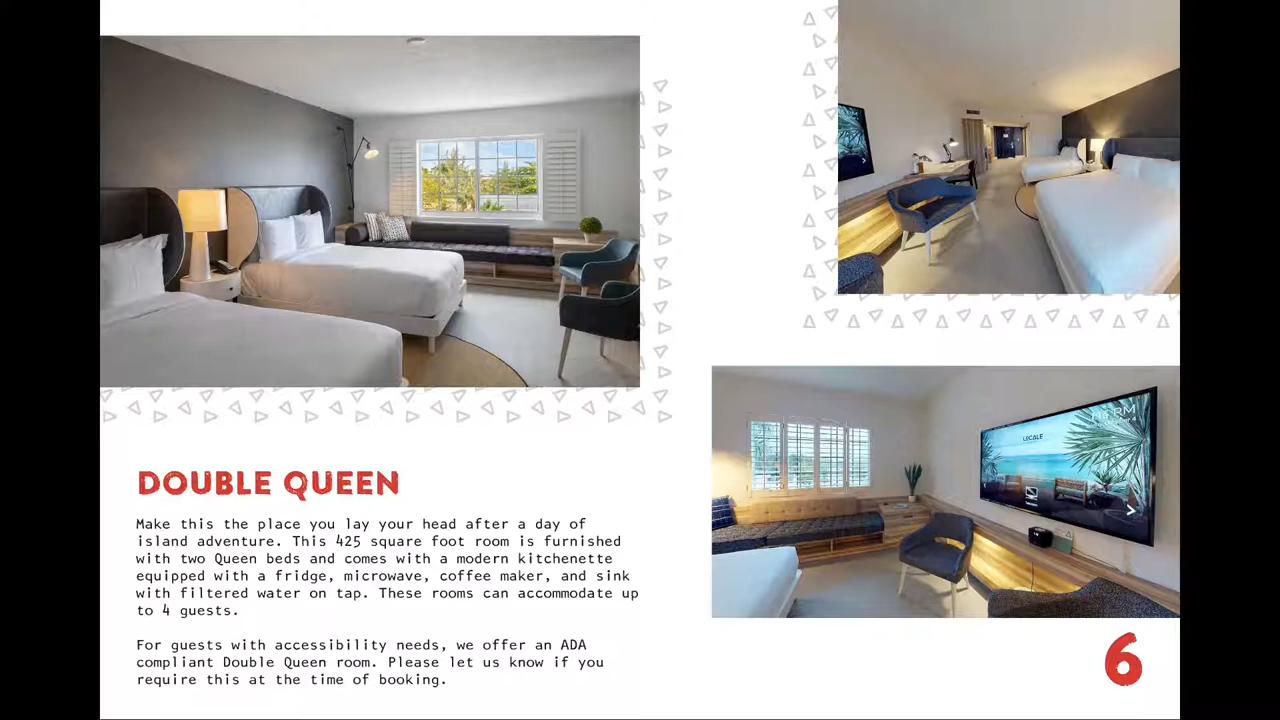 LOCALE
DOUBLE QUEEN
Make this the place you lay your head after a day of
island adventure. This 425 square foot room is furnished
with two Queen beds and comes with a modern kitchenette
equipped with a fridge, microwave, coffee maker, and sink
with filtered water on tap. These rooms can accommodate up
to 4 guests.
For guests with accessibility needs, we offer an ADA
compliant Double Queen room. Please let us know if you
require this at the time of booking.
6